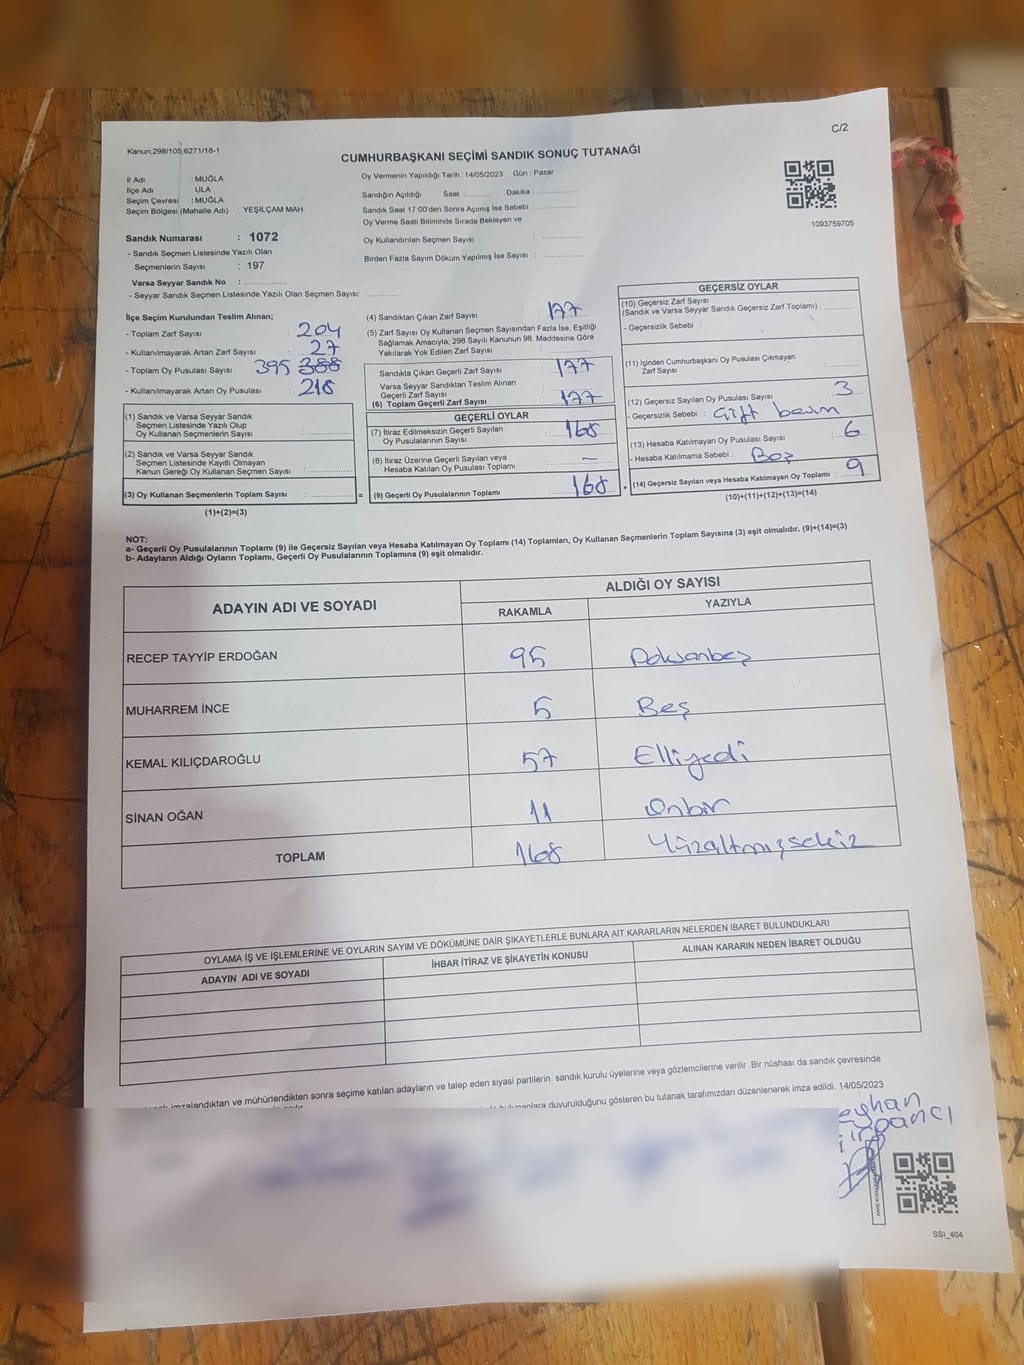 C/2
Kanun:298/105,6271/18-1
CUMHURBAŞKANI SEÇİMİ SANDIK SONUÇ TUTANAĞI
İl Adı : MUĞLA
İlçe Adı : ULA
Seçim Çevresi : MUĞLA
Seçim Bölgesi (Mahalle Adı) : YEŞİLÇAM MAH.
Oy Vermenin Yapıldığı Tarih : 14/05/2023 Gün : Pazar
Sandığın Açıldığı Saat : Dakika :
Sandık Saat 17:00'den Sonra Açımış İse Sebebi :
Oy Verme Saati Bitiminde Sırada Bekleyen ve
Oy Kullandırılan Seçmen Sayısı :
Birden Fazla Sayım Döküm Yapılmış İse Sayısı :
1093759705
Sandık Numarası : 1072
- Sandık Seçmen Listesinde Yazılı Olan
Seçmenlerin Sayısı : 197
Varsa Seyyar Sandık No :
- Seyyar Sandık Seçmen Listesinde Yazılı Olan Seçmen Sayısı:
İlçe Seçim Kurulundan Teslim Alınan;
- Toplam Zarf Sayısı : 204
- Kullanılmayarak Artan Zarf Sayısı : 27
- Toplam Oy Pusulası Sayısı : 395
- Kullanılmayarak Artan Oy Pusulası : 218
(1) Sandık ve Varsa Seyyar Sandık
Seçmen Listesinde Yazılı Olup
Oy Kullanan Seçmenlerin Sayısı :
(2) Sandık ve Varsa Seyyar Sandık
Seçmen Listesinde Kayıtlı Olmayan
Kanun Gereği Oy Kullanan Seçmen Sayısı :
(3) Oy Kullanan Seçmenlerin Toplam Sayısı :
(1)+(2)=(3)
=
(4) Sandıktan Çıkan Zarf Sayısı : 177
(5) Zarf Sayısı Oy Kullanan Seçmen Sayısından Fazla İse, Eşitliği
Sağlamak Amacıyla, 298 Sayılı Kanunun 98. Maddesine Göre
Yakılarak Yok Edilen Zarf Sayısı :
Sandıkta Çıkan Geçerli Zarf Sayısı : 177
Varsa Seyyar Sandıktan Teslim Alınan
Geçerli Zarf Sayısı :
(6) Toplam Geçerli Zarf Sayısı : 177
GEÇERLİ OYLAR
(7) İtiraz Edilmeksizin Geçerli Sayılan
Oy Pusulalarının Sayısı : 168
(8) İtiraz Üzerine Geçerli Sayılan veya
Hesaba Katılan Oy Pusulası Toplamı : —
(9) Geçerli Oy Pusulalarının Toplamı : 168
+
GEÇERSİZ OYLAR
(10) Geçersiz Zarf Sayısı
(Sandık ve Varsa Seyyar Sandık Geçersiz Zarf Toplamı) :
- Geçersizlik Sebebi :
(11) İçinden Cumhurbaşkanı Oy Pusulası Çıkmayan
Zarf Sayısı :
(12) Geçersiz Sayılan Oy Pusulası Sayısı : 3
- Geçersizlik Sebebi : Çift basım
(13) Hesaba Katılmayan Oy Pusulası Sayısı : 6
- Hesaba Katılmama Sebebi : Boş
(14) Geçersiz Sayılan veya Hesaba Katılmayan Oy Toplamı : 9
(10)+(11)+(12)+(13)=(14)
NOT:
a- Geçerli Oy Pusulalarının Toplamı (9) ile Geçersiz Sayılan veya Hesaba Katılmayan Oy Toplamı (14) Toplamları, Oy Kullanan Seçmenlerin Toplam Sayısına (3) eşit olmalıdır. (9)+(14)=(3)
b- Adayların Aldığı Oyların Toplamı, Geçerli Oy Pusulalarının Toplamına (9) eşit olmalıdır.
ADAYIN ADI VE SOYADI
ALDIĞI OY SAYISI
RAKAMLA YAZIYLA
RECEP TAYYİP ERDOĞAN 95 Doksanbeş
MUHARREM İNCE 5 Beş
KEMAL KILIÇDAROĞLU 57 Elliyedi
SİNAN OĞAN 11 Onbir
TOPLAM 168 Yüzaltmışsekiz
OYLAMA İŞ VE İŞLEMLERİNE VE OYLARIN SAYIM VE DÖKÜMÜNE DAİR ŞİKAYETLERLE BUNLARA AİT KARARLARIN NELERDEN İBARET BULUNDUKLARI
ADAYIN ADI VE SOYADI İHBAR İTİRAZ VE ŞİKAYETİN KONUSU ALINAN KARARIN NEDEN İBARET OLDUĞU
imzalandıktan ve mühürlendikten sonra seçime katılan adayların ve talep eden siyasi partilerin sandık kurulu üyelerine veya gözlemcilerine verilir .Bir nüshası da sandık çevresinde
duyurulduğunu gösteren bu tutanak tarafımızdan düzenlenerek imza edildi. 14/05/2023
SSİ_404